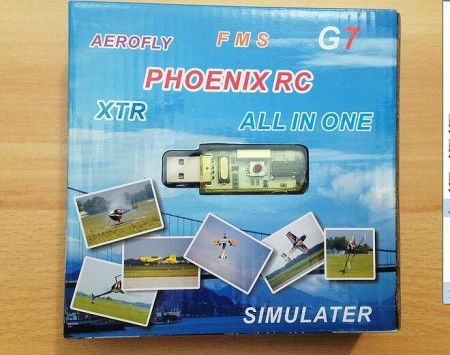 AEROFLY FMS G7
PHOENIX RC
XTR ALL IN ONE
SIMULATER